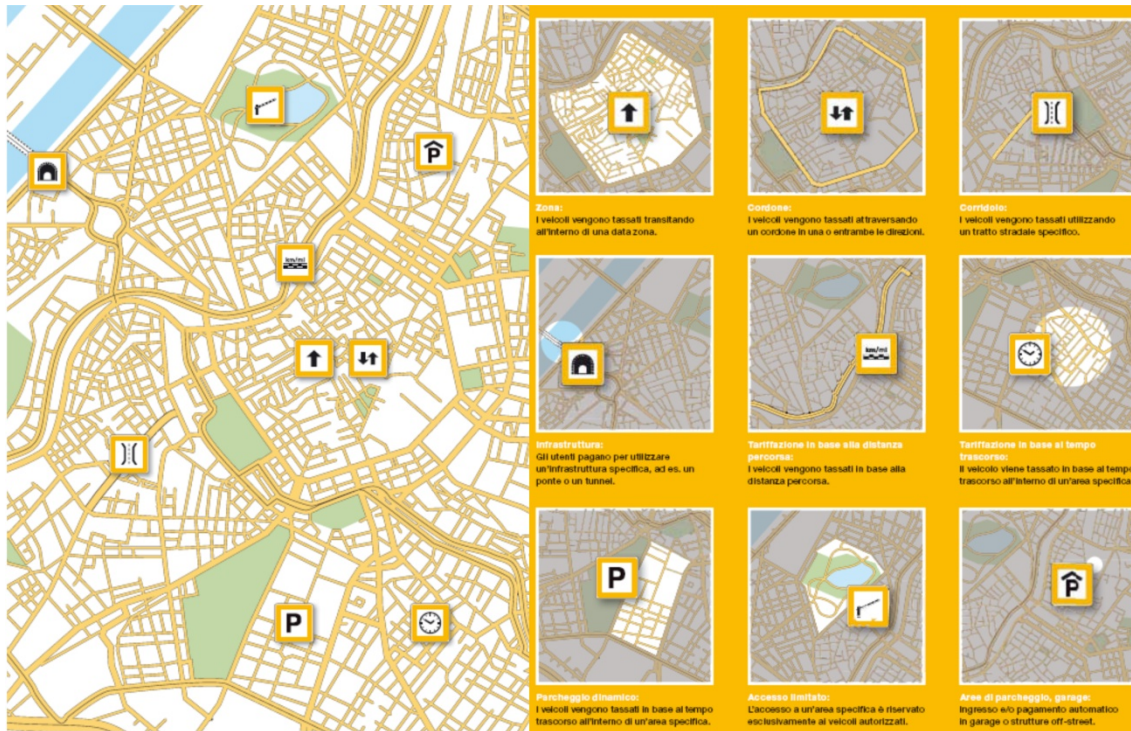 P
km/mi
P
km/mi
P
P
Zona:
I veicoli vengono tassati transitando
all'interno di una data zona.
Cordone:
I veicoli vengono tassati attraversando
un cordone in una o entrambe le direzioni.
Corridoio:
I veicoli vengono tassati utilizzando
un tratto stradale specifico.
Infrastruttura:
Gli utenti pagano per utilizzare
un'infrastruttura specifica, ad es. un
ponte o un tunnel.
Tariffazione in base alla distanza
percorsa:
I veicoli vengono tassati in base alla
distanza percorsa.
Tariffazione in base al tempo
trascorso:
Il veicolo viene tassato in base al tempo
trascorso all'interno di un'area specifica
Parcheggio dinamico:
I veicoli vengono tassati in base al tempo
trascorso all'interno di un'area specifica.
Accesso limitato:
L'accesso a un'area specifica è riservato
esclusivamente ai veicoli autorizzati.
Aree di parcheggio, garage:
Ingresso e/o pagamento automatico
in garage o strutture off-street.